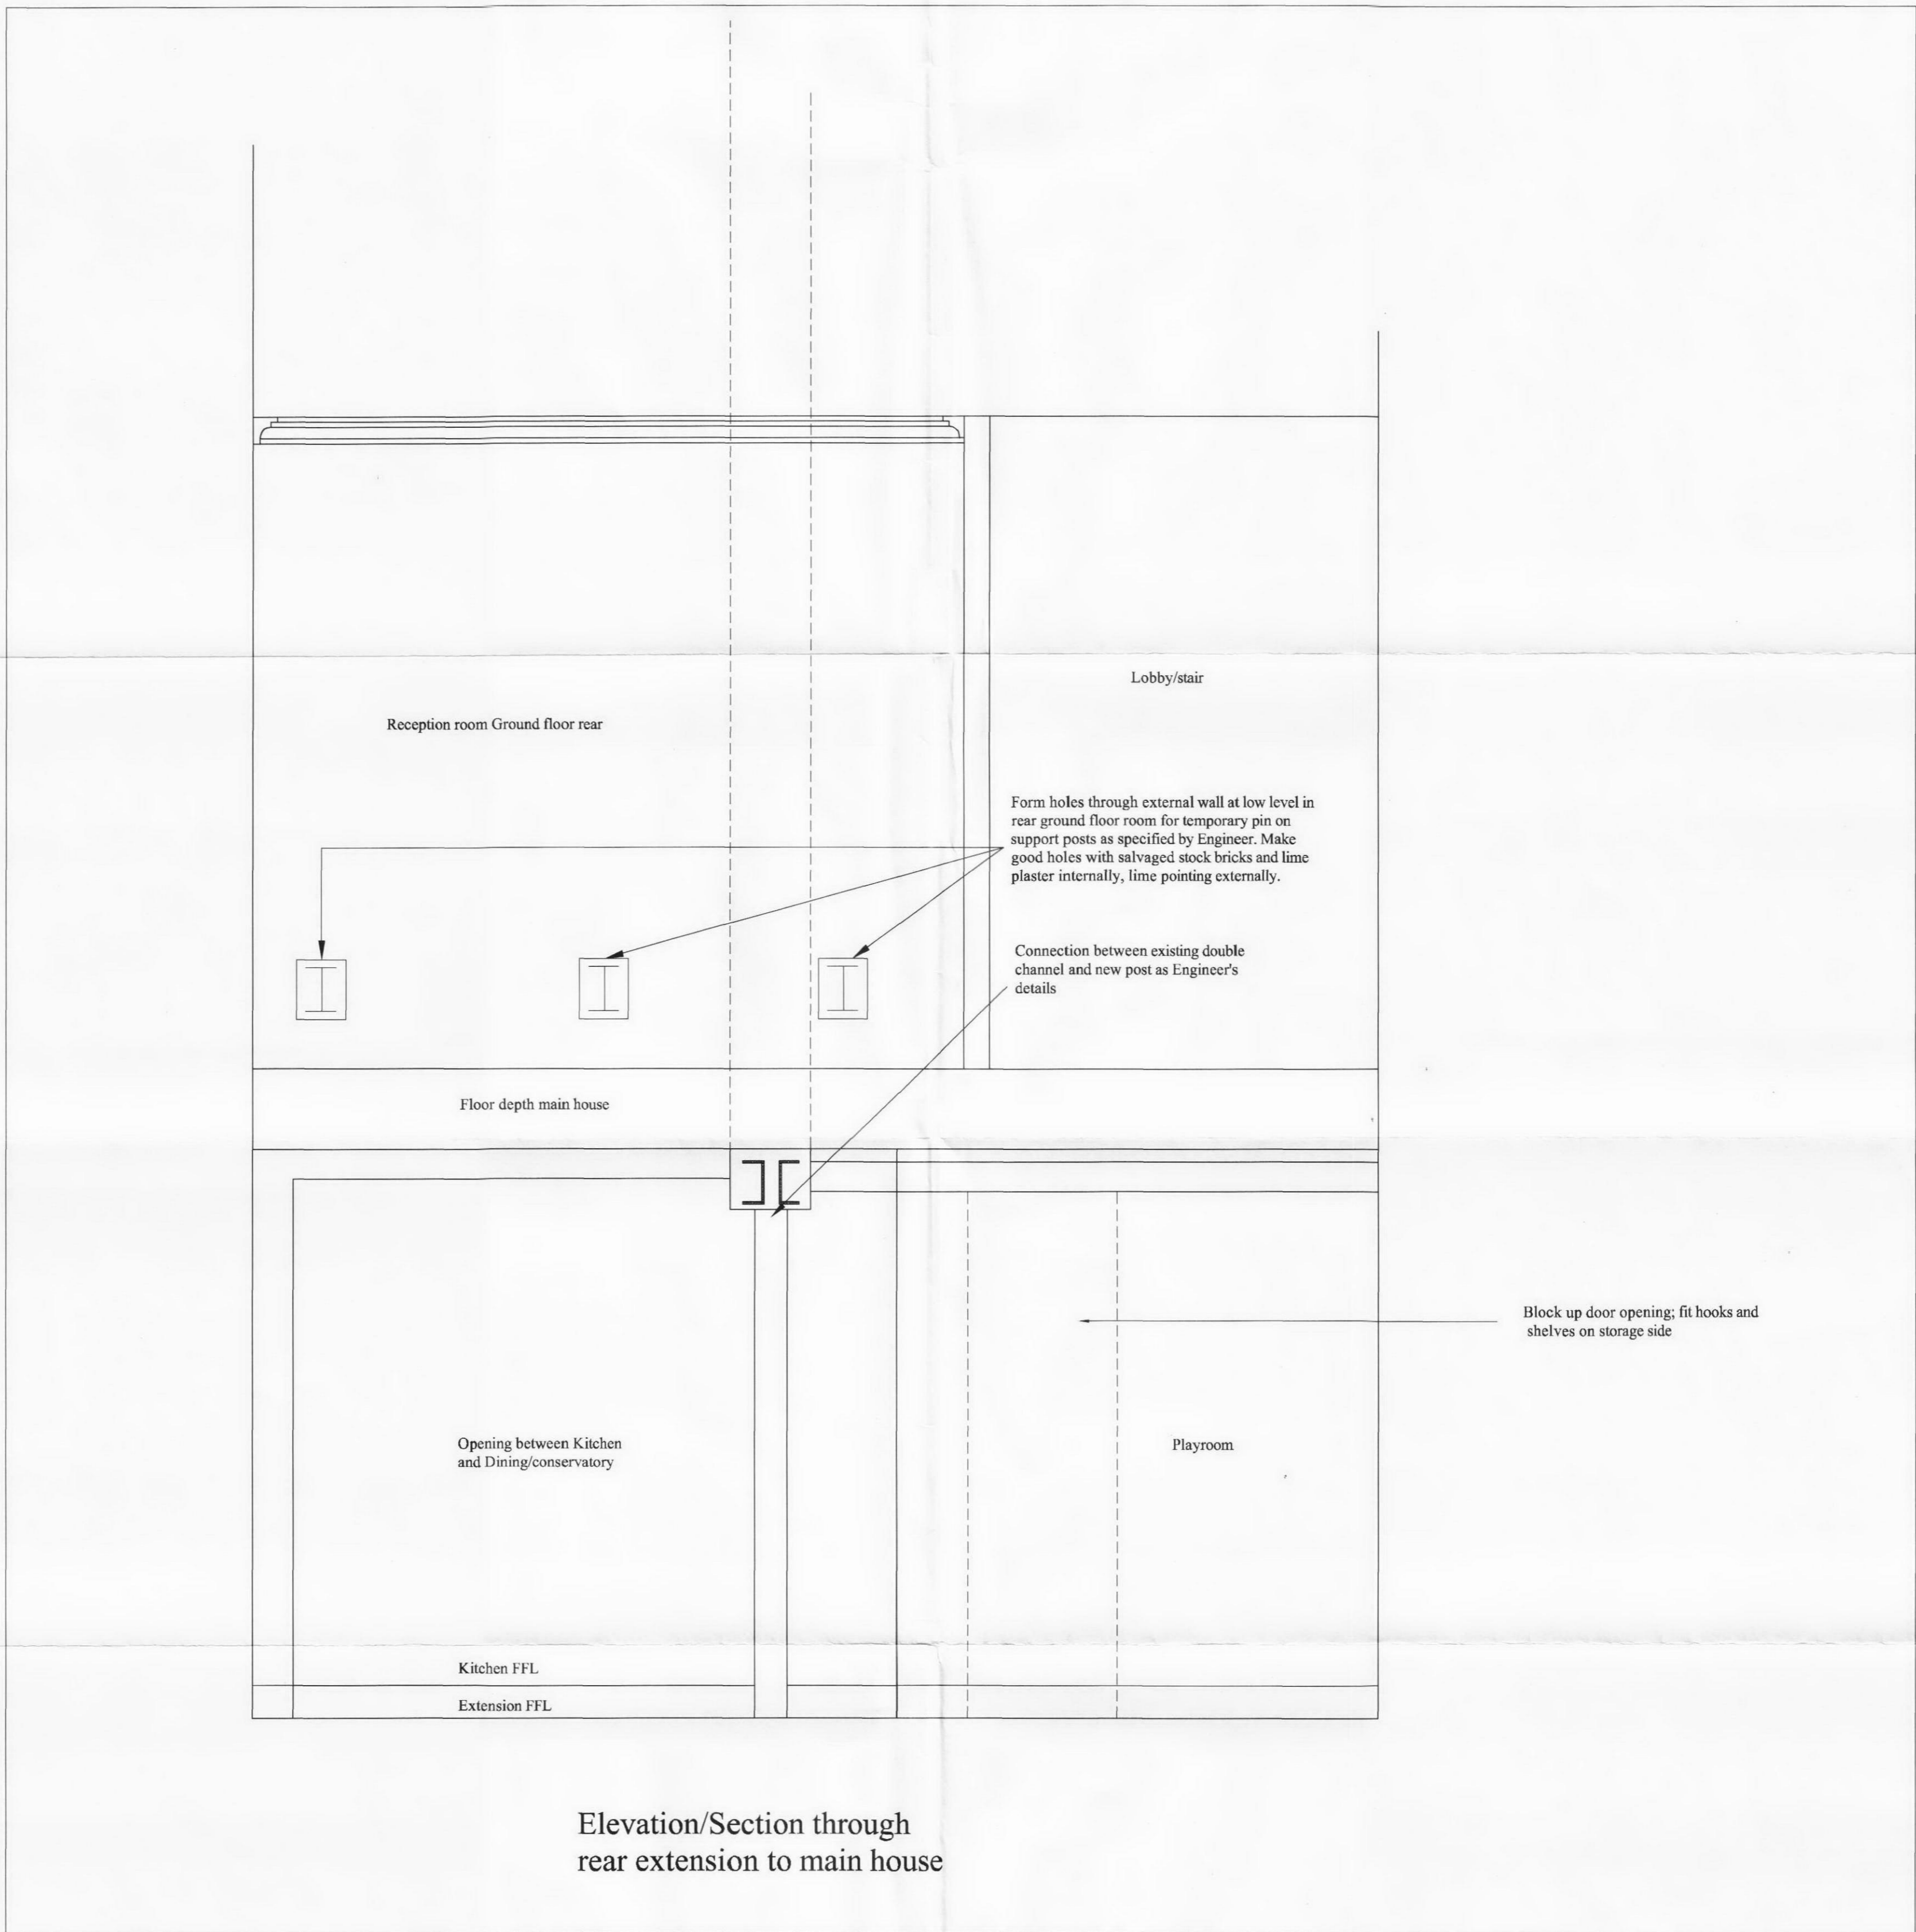 Lobby/stair
Reception room Ground floor rear
Form holes through external wall at low level in
rear ground floor room for temporary pin on
support posts as specified by Engineer. Make
good holes with salvaged stock bricks and lime
plaster internally, lime pointing externally.
Connection between existing double
channel and new post as Engineer's
details
Floor depth main house
Block up door opening; fit hooks and
shelves on storage side
Opening between Kitchen
and Dining/conservatory
Playroom
Kitchen FFL
Extension FFL
Elevation/Section through
rear extension to main house